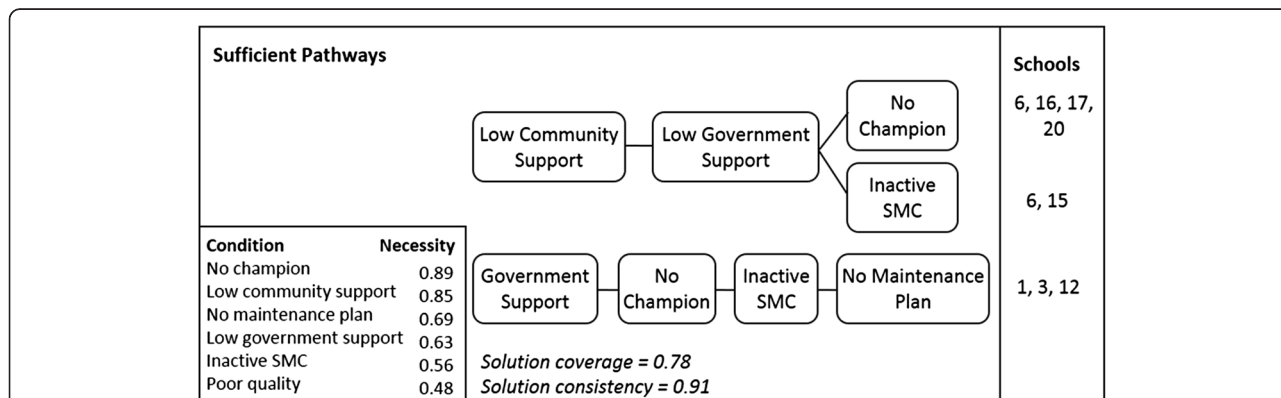 Sufficient Pathways
Schools
No
Champion
6, 16, 17,
20
Low Community
Support
Low Government
Support
Inactive
SMC
6, 15
Condition Necessity
No champion 0.89
Low community support 0.85
No maintenance plan 0.69
Low government support 0.63
Inactive SMC 0.56
Poor quality 0.48
Government
Support
No
Champion
Inactive
SMC
No Maintenance
Plan
1, 3, 12
Solution coverage = 0.78
Solution consistency = 0.91